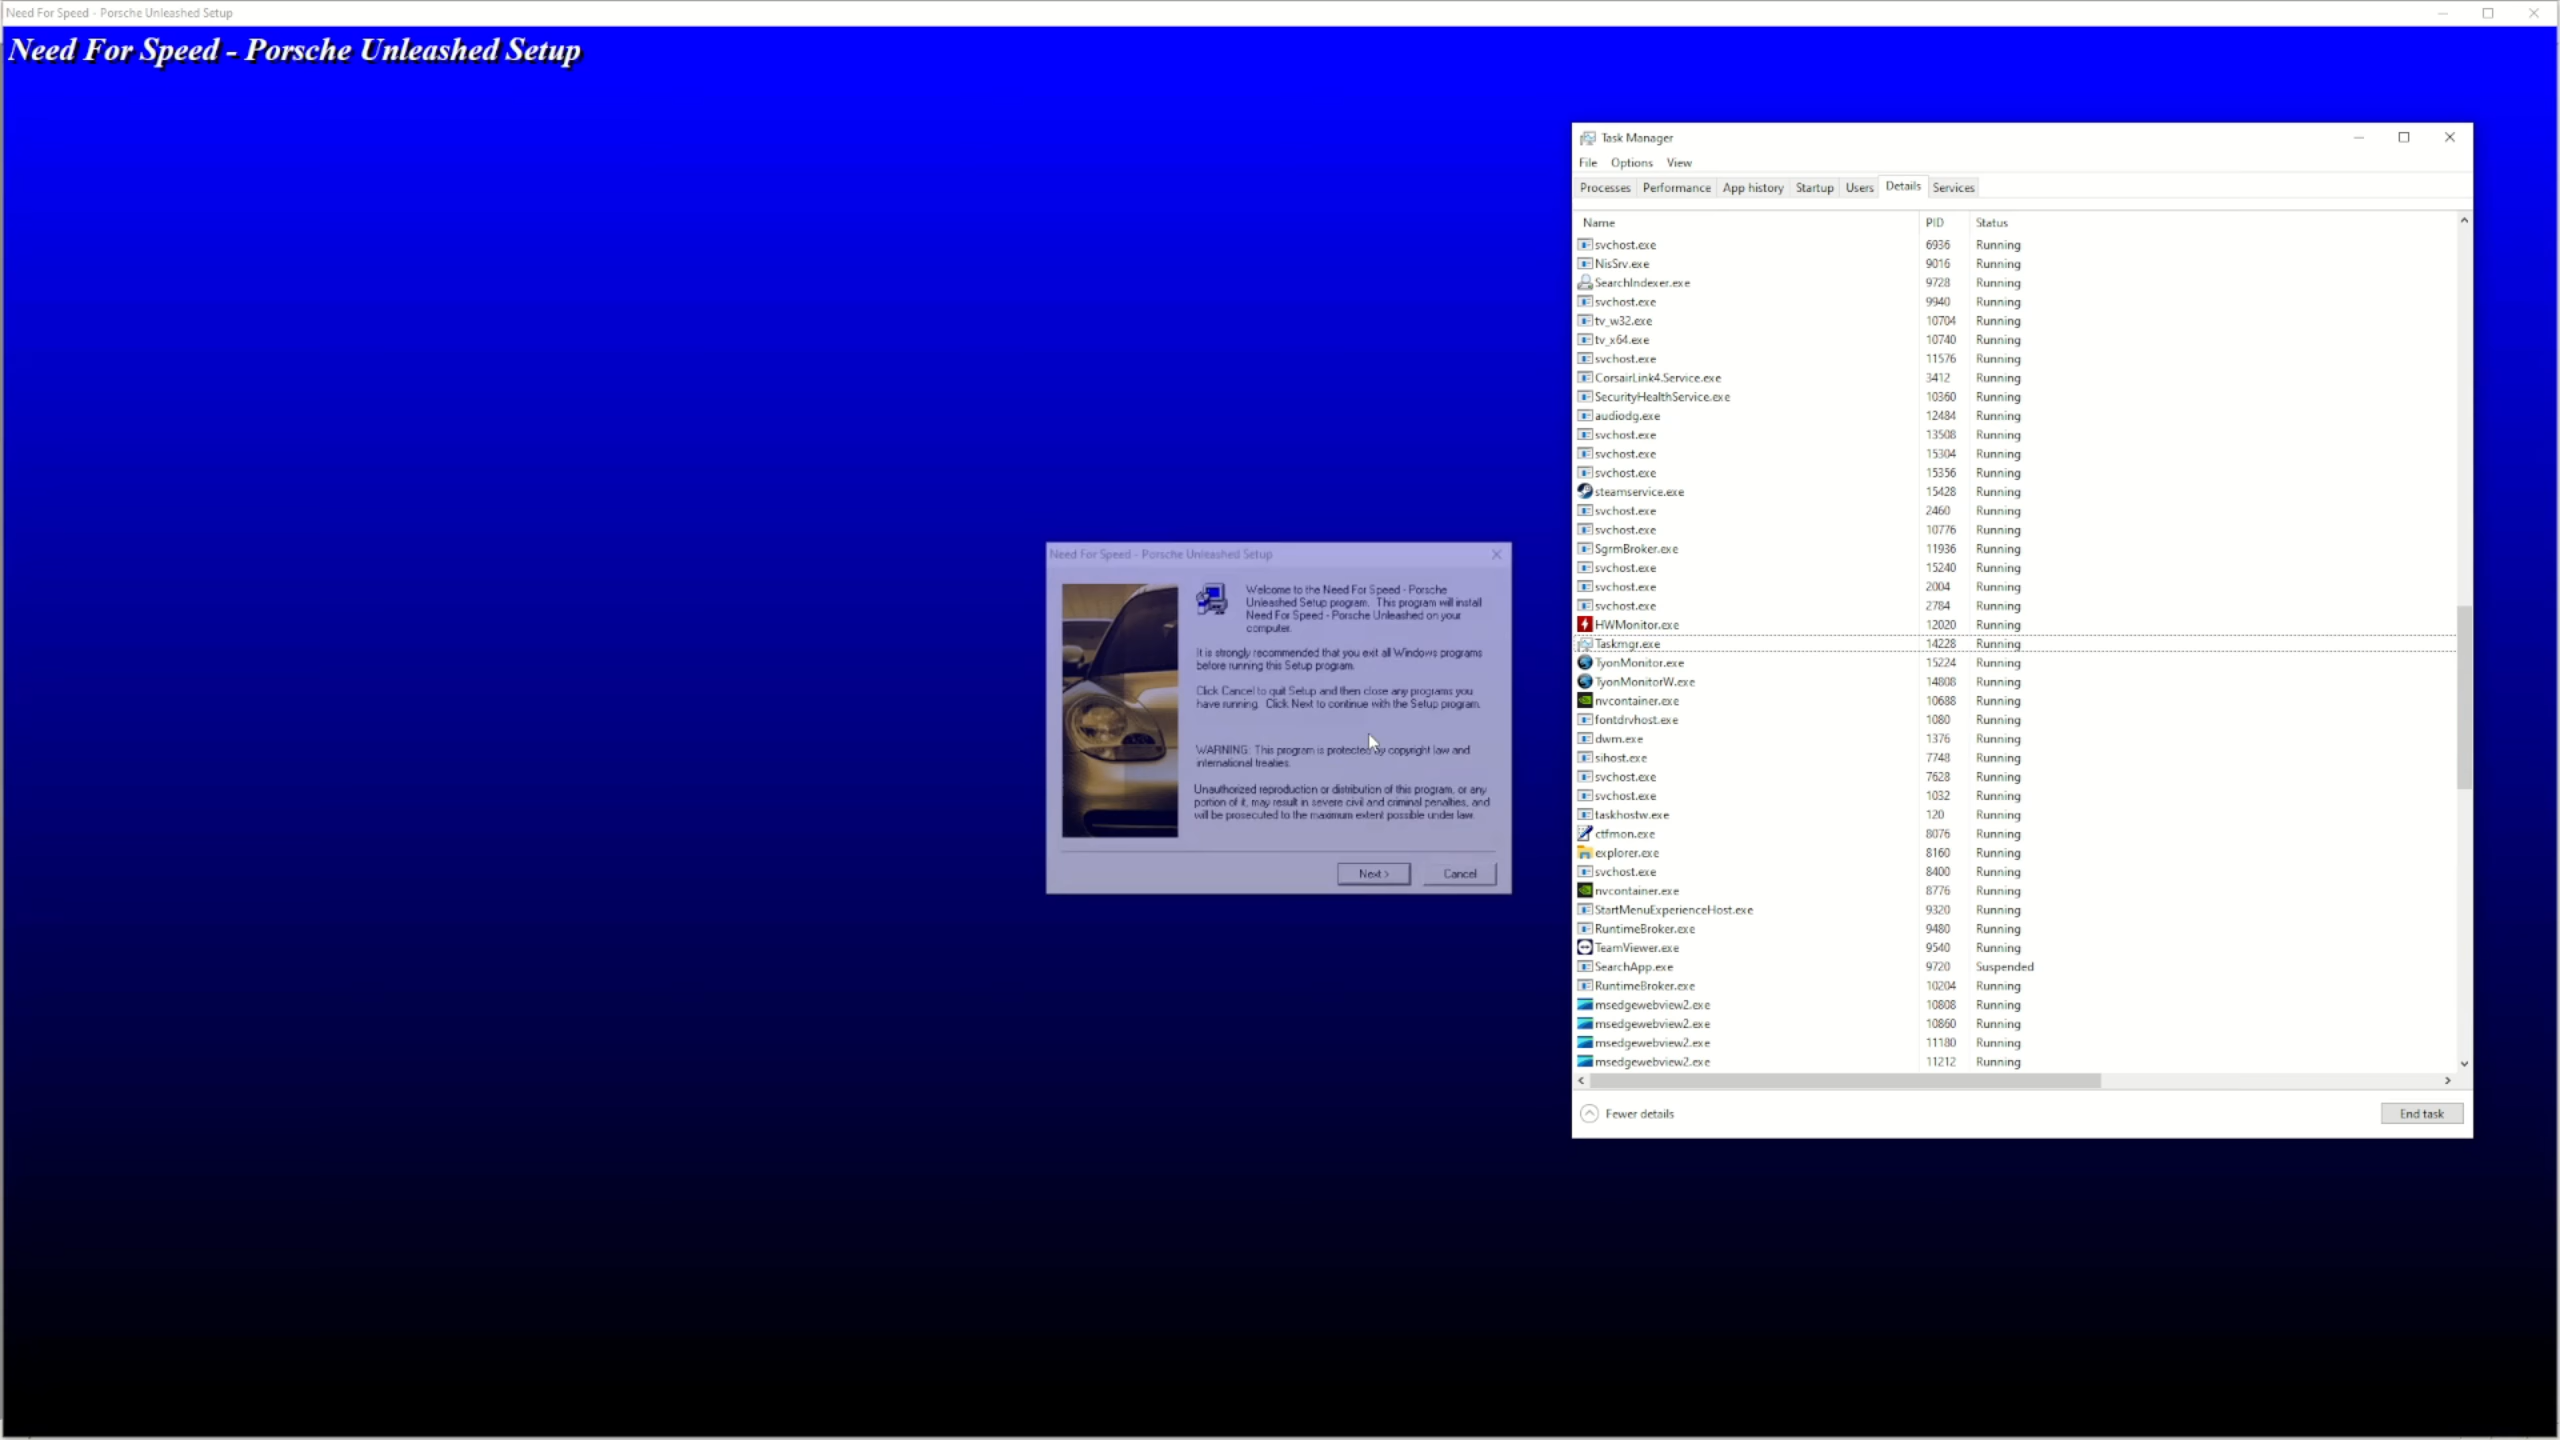 Need For Speed - Porsche Unleashed Setup
Need For Speed - Porsche Unleashed Setup
Need For Speed - Porsche Unleashed Setup
Welcome to the Need For Speed - Porsche
Unleashed Setup program. This program will install
Need For Speed - Porsche Unleashed on your
computer.
It is strongly recommended that you exit all Windows programs
before running this Setup program.
Click Cancel to quit Setup and then close any programs you
have running. Click Next to continue with the Setup program.
WARNING: This program is protected by copyright law and
international treaties.
Unauthorized reproduction or distribution of this program, or any
portion of it, may result in severe civil and criminal penalties, and
will be prosecuted to the maximum extent possible under law.
Next > Cancel
Task Manager
File Options View
Processes Performance App history Startup Users Details Services
Name PID Status
svchost.exe 6936 Running
NisSrv.exe 9016 Running
SearchIndexer.exe 9728 Running
svchost.exe 9940 Running
tv_w32.exe 10704 Running
tv_x64.exe 10740 Running
svchost.exe 11576 Running
CorsairLink4.Service.exe 3412 Running
SecurityHealthService.exe 10360 Running
audiodg.exe 12484 Running
svchost.exe 13508 Running
svchost.exe 15304 Running
svchost.exe 15356 Running
steamservice.exe 15428 Running
svchost.exe 2460 Running
svchost.exe 10776 Running
SgrmBroker.exe 11936 Running
svchost.exe 15240 Running
svchost.exe 2004 Running
svchost.exe 2784 Running
HWMonitor.exe 12020 Running
Taskmgr.exe 14228 Running
TyonMonitor.exe 15224 Running
TyonMonitorW.exe 14808 Running
nvcontainer.exe 10688 Running
fontdrvhost.exe 1080 Running
dwm.exe 1376 Running
sihost.exe 7748 Running
svchost.exe 7628 Running
svchost.exe 1032 Running
taskhostw.exe 120 Running
ctfmon.exe 8076 Running
explorer.exe 8160 Running
svchost.exe 8400 Running
nvcontainer.exe 8776 Running
StartMenuExperienceHost.exe 9320 Running
RuntimeBroker.exe 9480 Running
TeamViewer.exe 9540 Running
SearchApp.exe 9720 Suspended
RuntimeBroker.exe 10204 Running
msedgewebview2.exe 10808 Running
msedgewebview2.exe 10860 Running
msedgewebview2.exe 11180 Running
msedgewebview2.exe 11212 Running
Fewer details End task